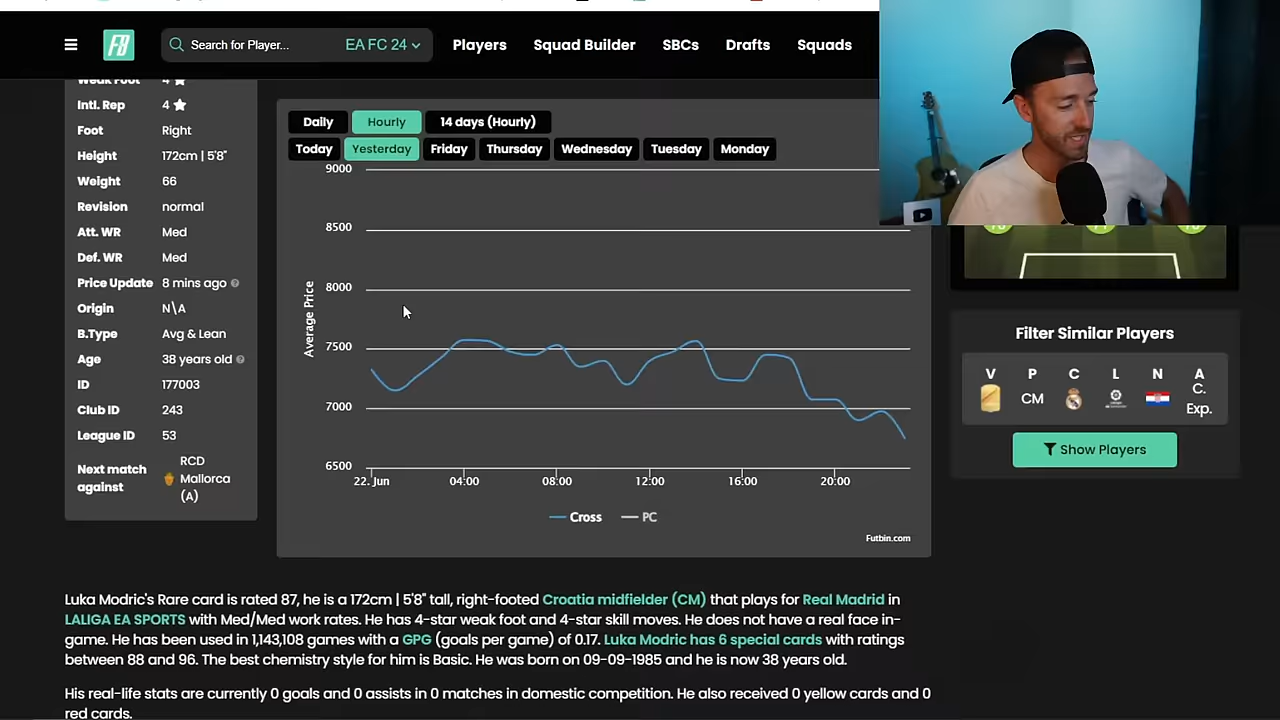 Search for Player...
EA FC 24
Players
Squad Builder
SBCs
Drafts
Squads
Weak Foot 4
Intl. Rep 4
Foot Right
Height 172cm | 5'8"
Weight 66
Revision normal
Att. WR Med
Def. WR Med
Price Update 8 mins ago
Origin N\A
B.Type Avg & Lean
Age 38 years old
ID 177003
Club ID 243
League ID 53
Next match against RCD Mallorca (A)
Daily
Hourly
14 days (Hourly)
Today
Yesterday
Friday
Thursday
Wednesday
Tuesday
Monday
Average Price
9000
8500
8000
7500
7000
6500
22. Jun
04:00
08:00
12:00
16:00
20:00
Cross
PC
Futbin.com
Filter Similar Players
V P C L N A
CM
C. Exp.
Show Players
Luka Modric's Rare card is rated 87, he is a 172cm | 5'8" tall, right-footed Croatia midfielder (CM) that plays for Real Madrid in
LALIGA EA SPORTS with Med/Med work rates. He has 4-star weak foot and 4-star skill moves. He does not have a real face in-
game. He has been used in 1,143,108 games with a GPG (goals per game) of 0.17. Luka Modric has 6 special cards with ratings
between 88 and 96. The best chemistry style for him is Basic. He was born on 09-09-1985 and he is now 38 years old.
His real-life stats are currently 0 goals and 0 assists in 0 matches in domestic competition. He also received 0 yellow cards and 0
red cards.